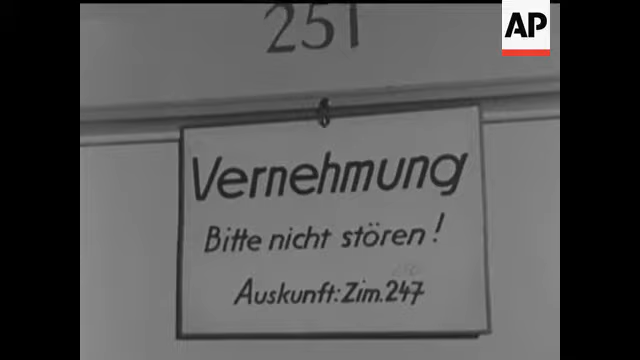 251
AP
Vernehmung
Bitte nicht stören!
Auskunft: Zim. 247